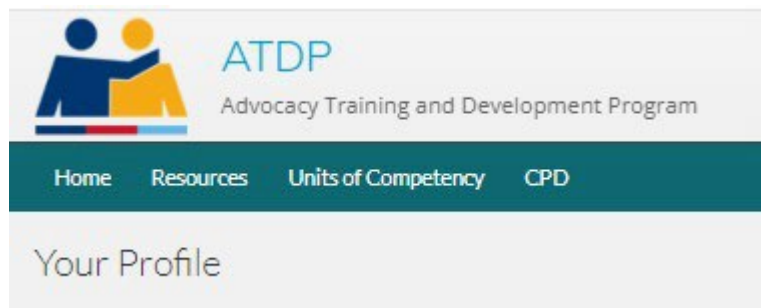 ATDP
Advocacy Training and Development Program
Home Resources Units of Competency CPD
Your Profile